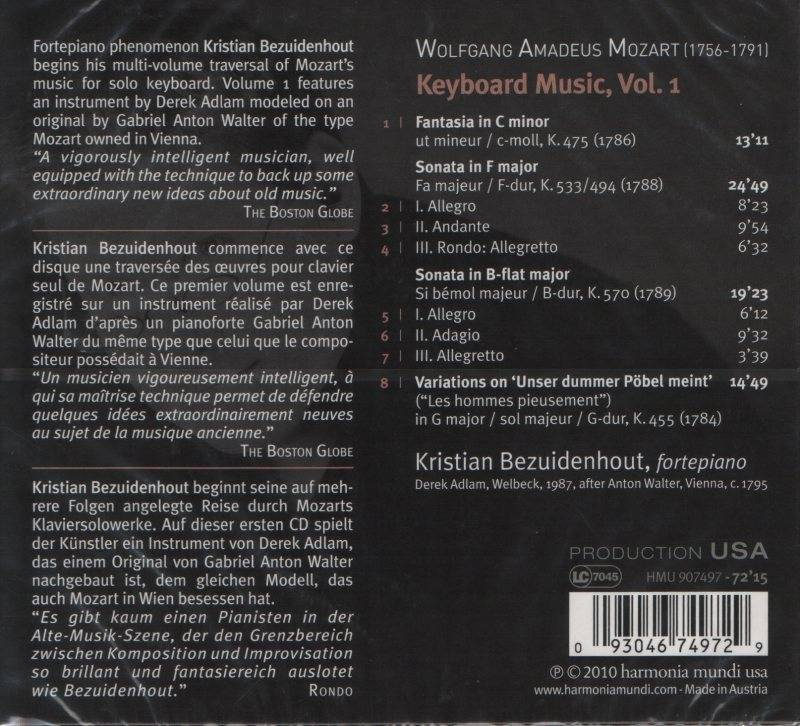 Fortepiano phenomenon Kristian Bezuidenhout
begins his multi-volume traversal of Mozart's
music for solo keyboard. Volume 1 features
an instrument by Derek Adlam modeled on an
original by Gabriel Anton Walter of the type
Mozart owned in Vienna.
“A vigorously intelligent musician, well
equipped with the technique to back up some
extraordinary new ideas about old music.”
THE BOSTON GLOBE
Kristian Bezuidenhout commence avec ce
disque une traversée des œuvres pour clavier
seul de Mozart. Ce premier volume est enre-
gistré sur un instrument réalisé par Derek
Adlam d'après un pianoforte Gabriel Anton
Walter du même type que celui que le compo-
siteur possédait à Vienne.
“Un musicien vigoureusement intelligent, à
qui sa maîtrise technique permet de défendre
quelques idées extraordinairement neuves
au sujet de la musique ancienne.”
THE BOSTON GLOBE
Kristian Bezuidenhout beginnt seine auf meh-
rere Folgen angelegte Reise durch Mozarts
Klaviersolowerke. Auf dieser ersten CD spielt
der Künstler ein Instrument von Derek Adlam,
das einem Original von Gabriel Anton Walter
nachgebaut ist, dem gleichen Modell, das
auch Mozart in Wien besessen hat.
“Es gibt kaum einen Pianisten in der
Alte-Musik-Szene, der den Grenzbereich
zwischen Komposition und Improvisation
so brillant und fantasiereich auslotet
wie Bezuidenhout.” RONDO
WOLFGANG AMADEUS MOZART (1756-1791)
Keyboard Music, Vol. 1
1 | Fantasia in C minor
ut mineur / c-moll, K. 475 (1786) 13'11
Sonata in F major
Fa majeur / F-dur, K. 533/494 (1788) 24'49
2 | I. Allegro 8'23
3 | II. Andante 9'54
4 | III. Rondo: Allegretto 6'32
Sonata in B-flat major
Si bémol majeur / B-dur, K. 570 (1789) 19'23
5 | I. Allegro 6'12
6 | II. Adagio 9'32
7 | III. Allegretto 3'39
8 | Variations on ‘Unser dummer Pöbel meint’ 14'49
(“Les hommes pieusement”)
in G major / sol majeur / G-dur, K. 455 (1784)
Kristian Bezuidenhout, fortepiano
Derek Adlam, Welbeck, 1987, after Anton Walter, Vienna, c. 1795
PRODUCTION USA
LC 7045 HMU 907497 - 72'15
0 93046 74972 9
℗ © 2010 harmonia mundi usa
www.harmoniamundi.com - Made in Austria